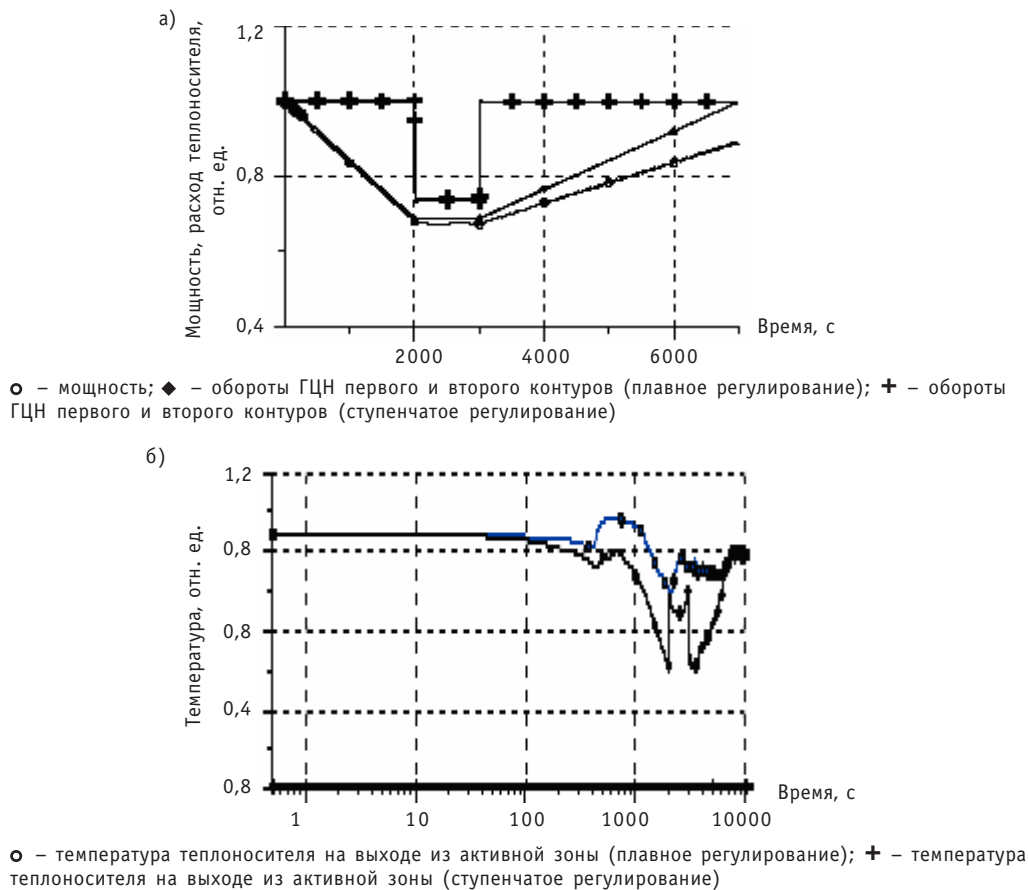 а)
Мощность, расход теплоносителя,
отн. ед.
1,2
0,8
0,4
2000 4000 6000
Время, с
о – мощность; ◆ – обороты ГЦН первого и второго контуров (плавное регулирование); + – обороты
ГЦН первого и второго контуров (ступенчатое регулирование)
б)
Температура, отн. ед.
1,2
0,8
0,8
0,4
0,8
1 10 100 1000 10000
Время, с
о – температура теплоносителя на выходе из активной зоны (плавное регулирование); + – температура
теплоносителя на выходе из активной зоны (ступенчатое регулирование)